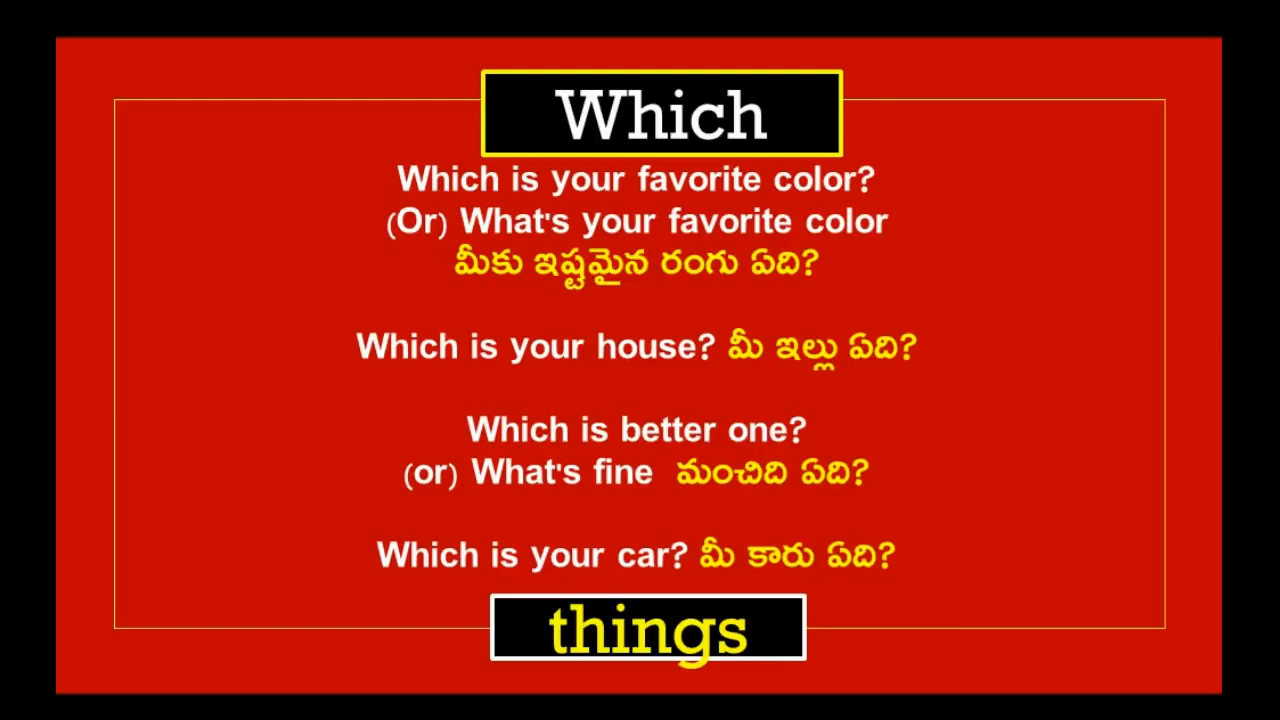 Which
Which is your favorite color?
(Or) What's your favorite color
మీకు ఇష్టమైన రంగు ఏది?
Which is your house? మీ ఇల్లు ఏది?
Which is better one?
(or) What's fine మంచిది ఏది?
Which is your car? మీ కారు ఏది?
things